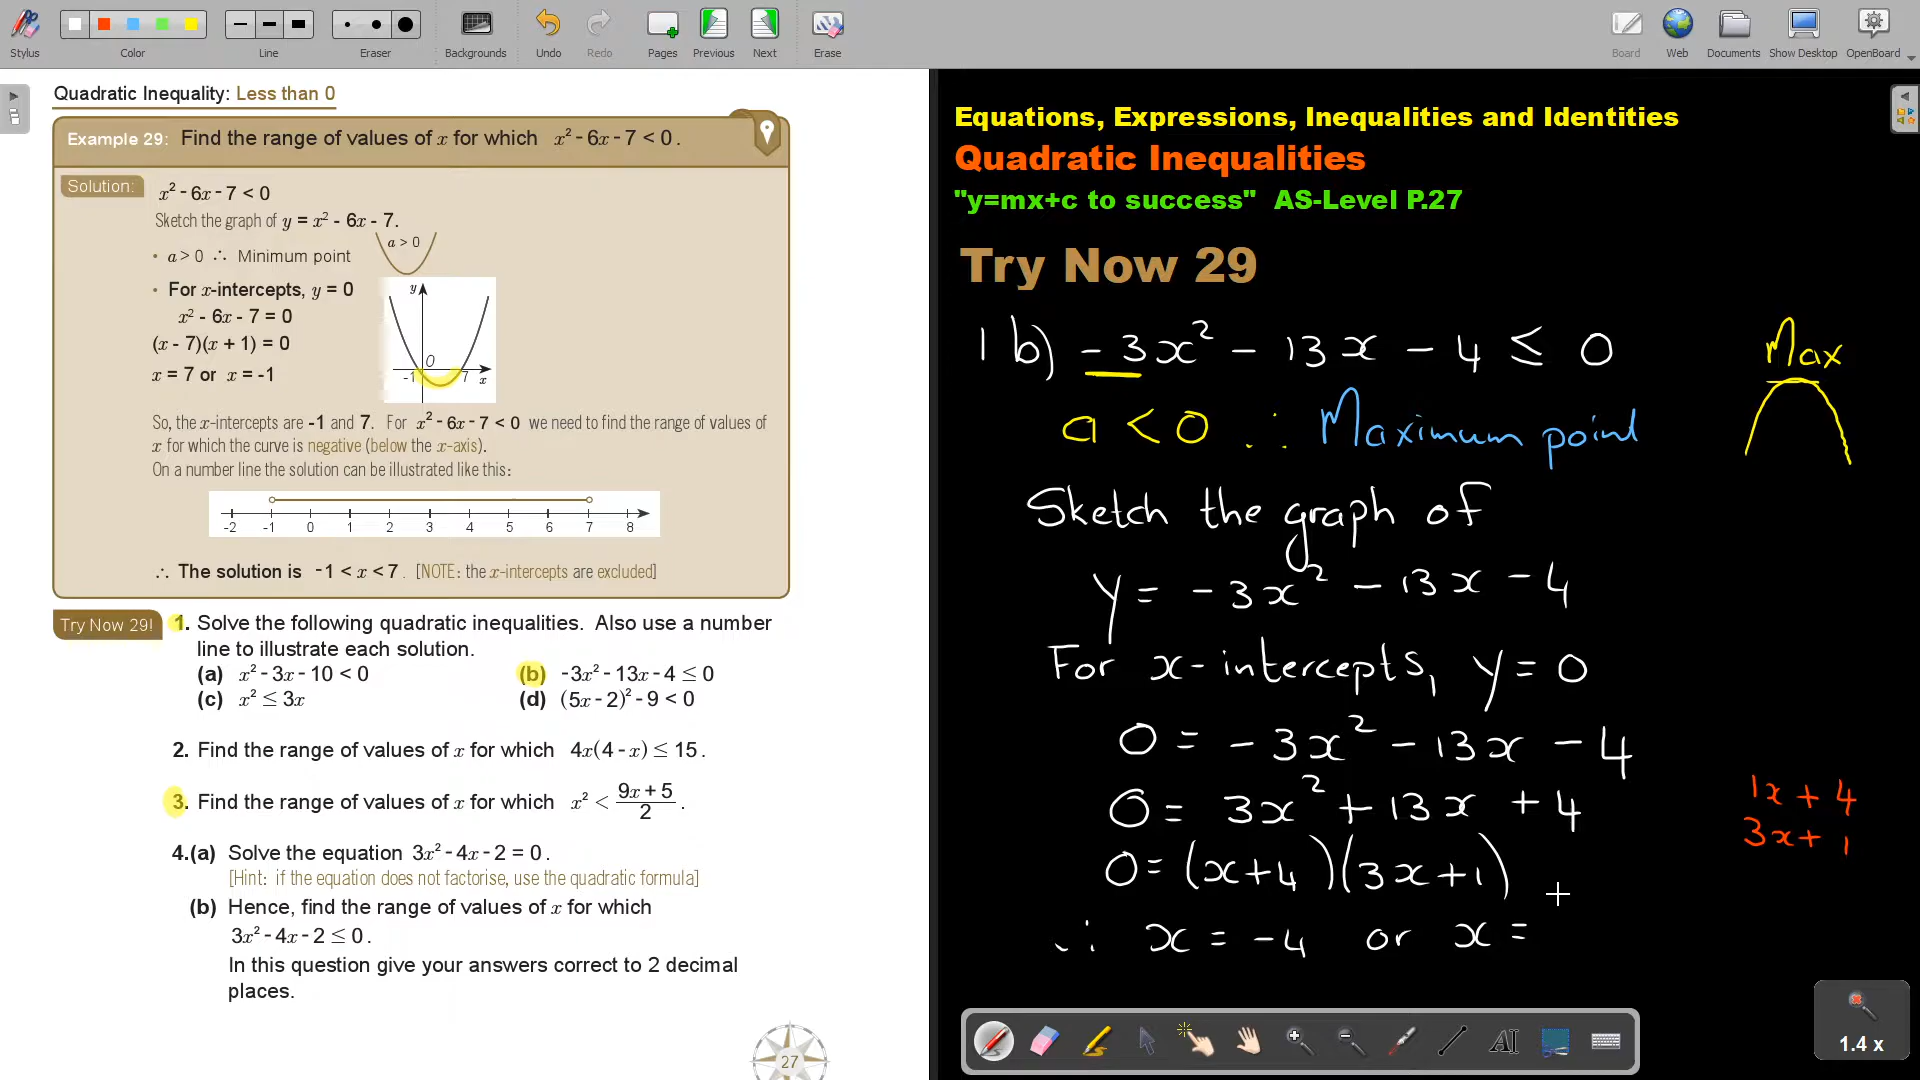 Stylus Color Line Eraser Backgrounds Undo Redo Pages Previous Next Erase Board Web Documents Show Desktop OpenBoard
Quadratic Inequality: Less than 0
Example 29: Find the range of values of x for which x² - 6x - 7 < 0.
Solution:
x² - 6x - 7 < 0
Sketch the graph of y = x² - 6x - 7.
• a > 0 ∴ Minimum point
a > 0
• For x-intercepts, y = 0
x² - 6x - 7 = 0
(x - 7)(x + 1) = 0
x = 7 or x = -1
y
O
-1 7 x
So, the x-intercepts are -1 and 7. For x² - 6x - 7 < 0 we need to find the range of values of
x for which the curve is negative (below the x-axis).
On a number line the solution can be illustrated like this:
-2 -1 0 1 2 3 4 5 6 7 8
∴ The solution is -1 < x < 7. [NOTE: the x-intercepts are excluded]
Try Now 29!
1. Solve the following quadratic inequalities. Also use a number
line to illustrate each solution.
(a) x² - 3x - 10 < 0 (b) -3x² - 13x - 4 ≤ 0
(c) x² ≤ 3x (d) (5x - 2)² - 9 < 0
2. Find the range of values of x for which 4x(4 - x) ≤ 15.
3. Find the range of values of x for which x² < (9x + 5)/2.
4.(a) Solve the equation 3x² - 4x - 2 = 0.
[Hint: if the equation does not factorise, use the quadratic formula]
(b) Hence, find the range of values of x for which
3x² - 4x - 2 ≤ 0.
In this question give your answers correct to 2 decimal
places.
27
Equations, Expressions, Inequalities and Identities
Quadratic Inequalities
"y=mx+c to success" AS-Level P.27
Try Now 29
1 b) -3x² - 13x - 4 ≤ 0
Max
a < 0 ∴ Maximum point
Sketch the graph of
y = -3x² - 13x - 4
For x-intercepts, y = 0
0 = -3x² - 13x - 4
0 = 3x² + 13x + 4
1x + 4
3x + 1
0 = (x+4)(3x+1)
∴ x = -4 or x =
AI
1.4 x